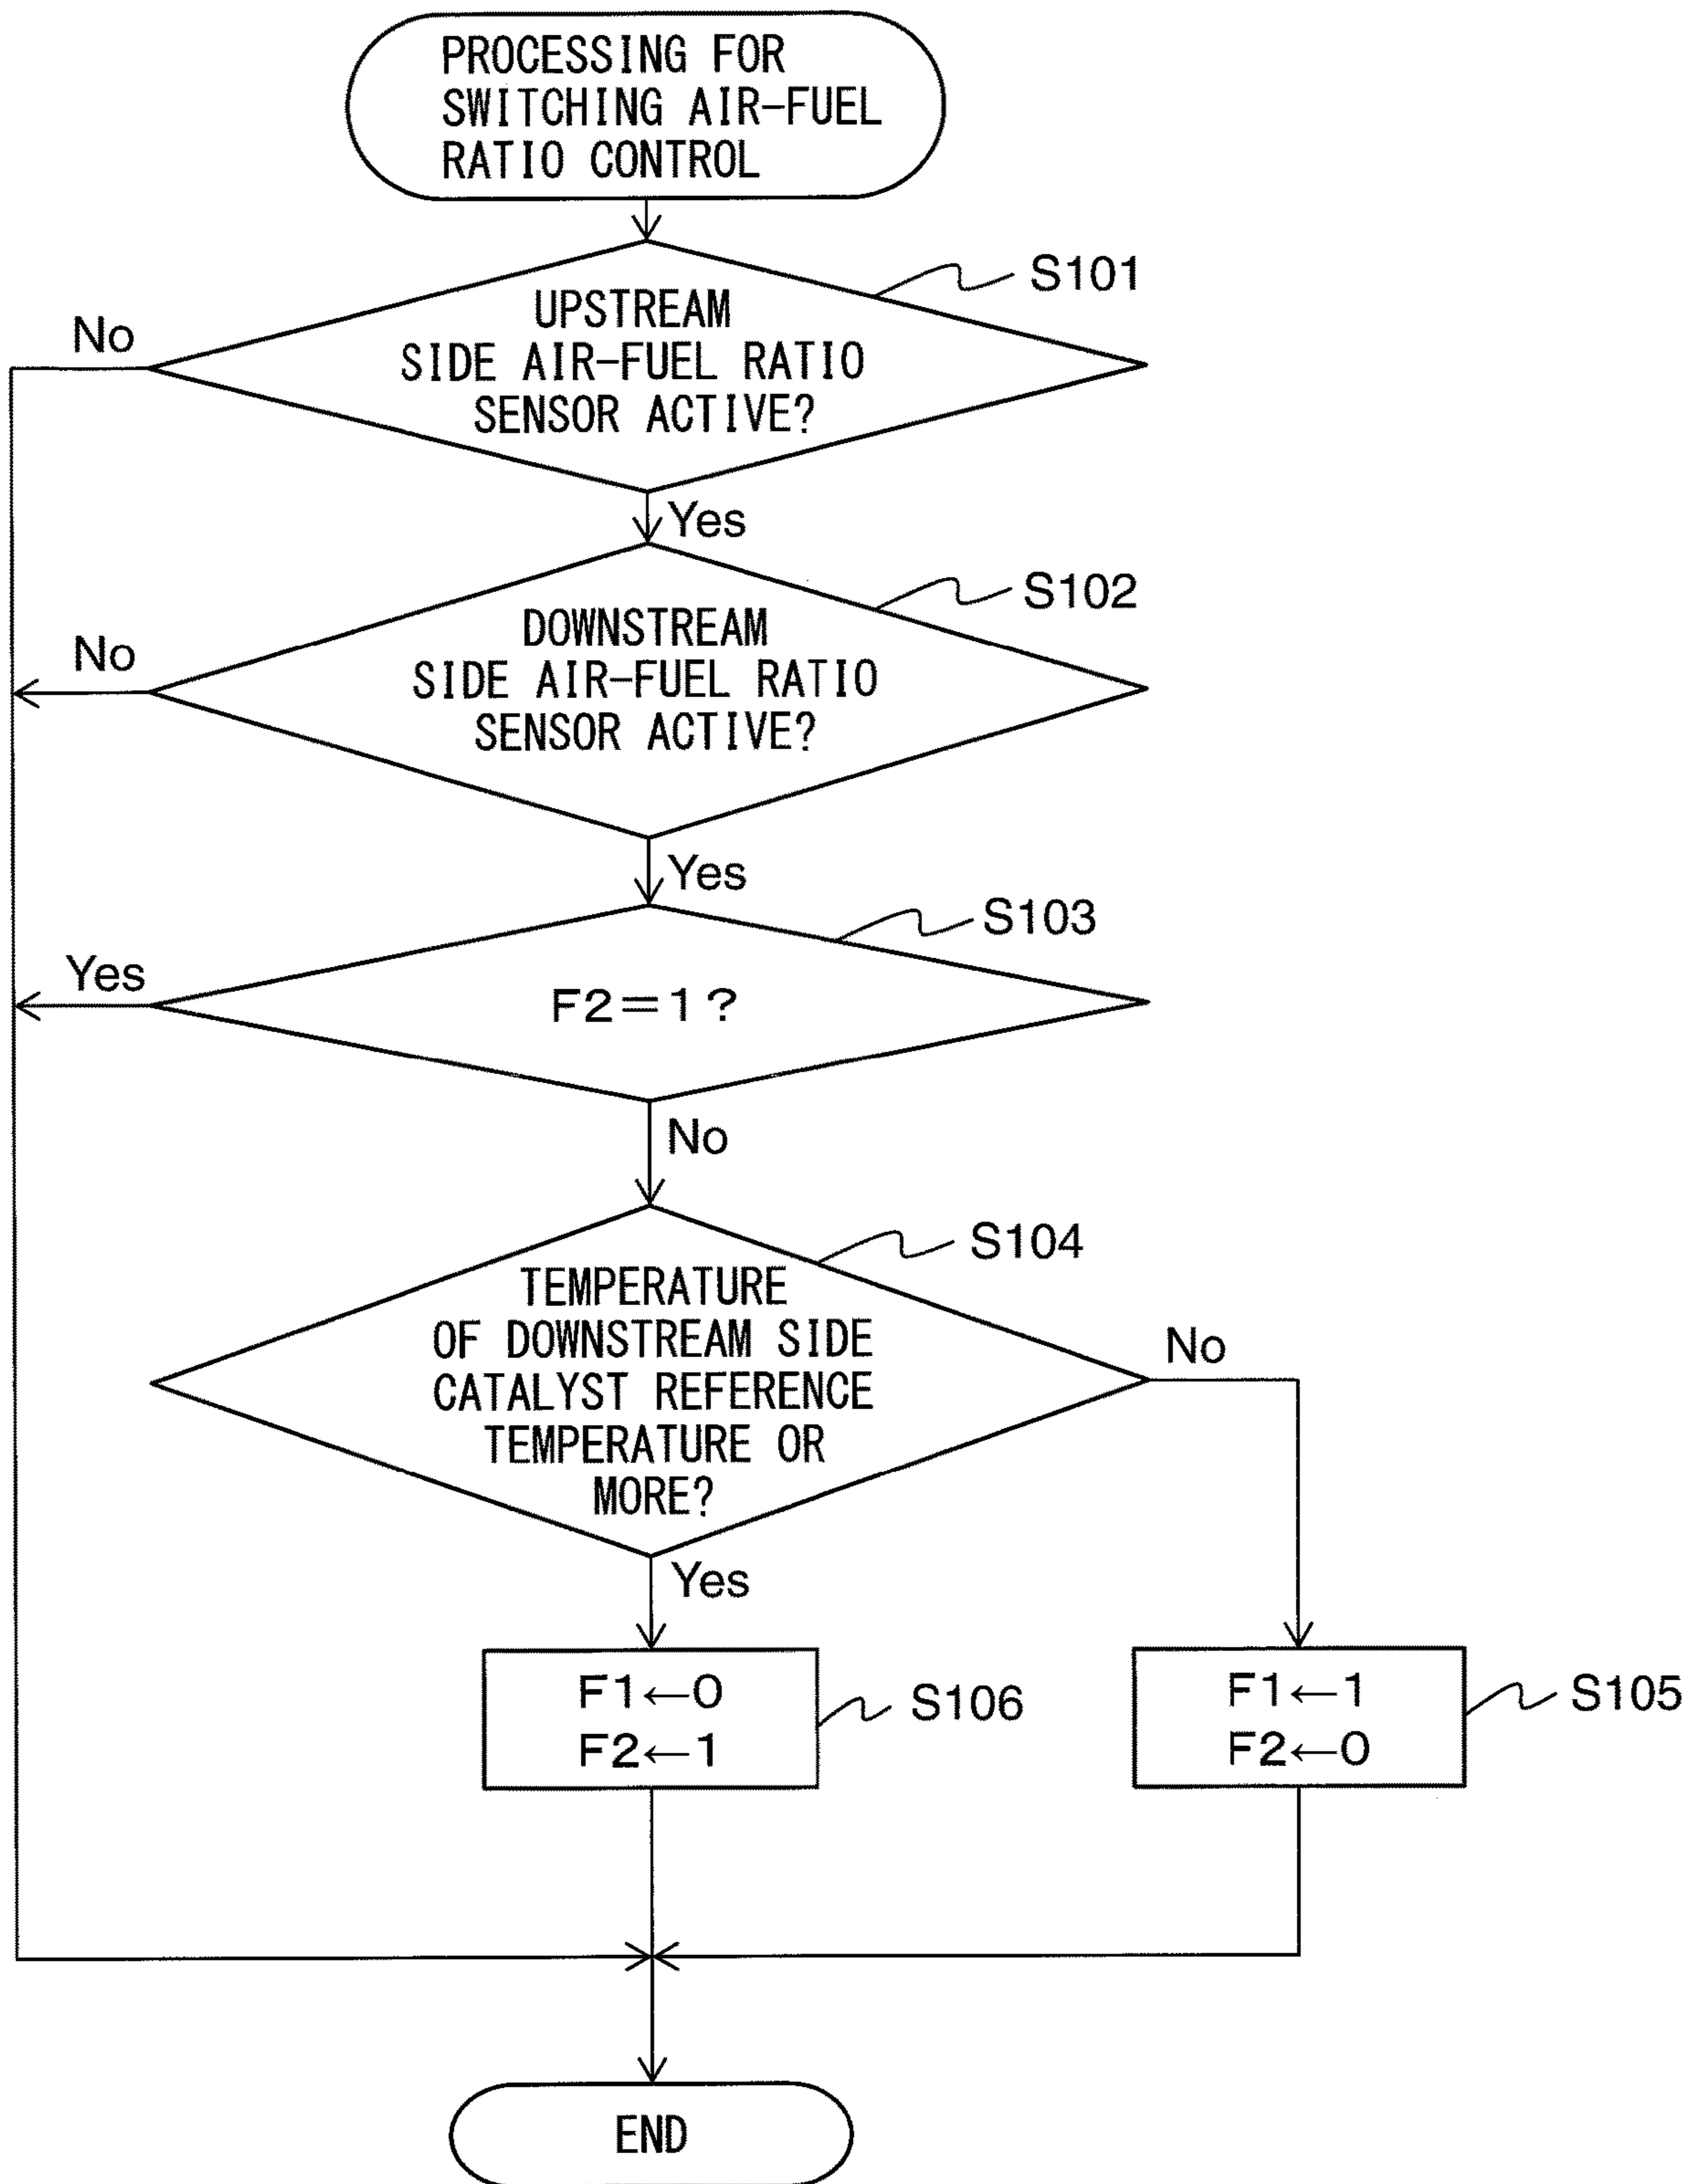 PROCESSING FOR
SWITCHING AIR-FUEL
RATIO CONTROL
S101
UPSTREAM
SIDE AIR-FUEL RATIO
SENSOR ACTIVE?
No
Yes
S102
DOWNSTREAM
SIDE AIR-FUEL RATIO
SENSOR ACTIVE?
No
Yes
S103
F2=1?
Yes
No
S104
TEMPERATURE
OF DOWNSTREAM SIDE
CATALYST REFERENCE
TEMPERATURE OR
MORE?
No
Yes
F1←0
F2←1
S106
F1←1
F2←0
S105
END